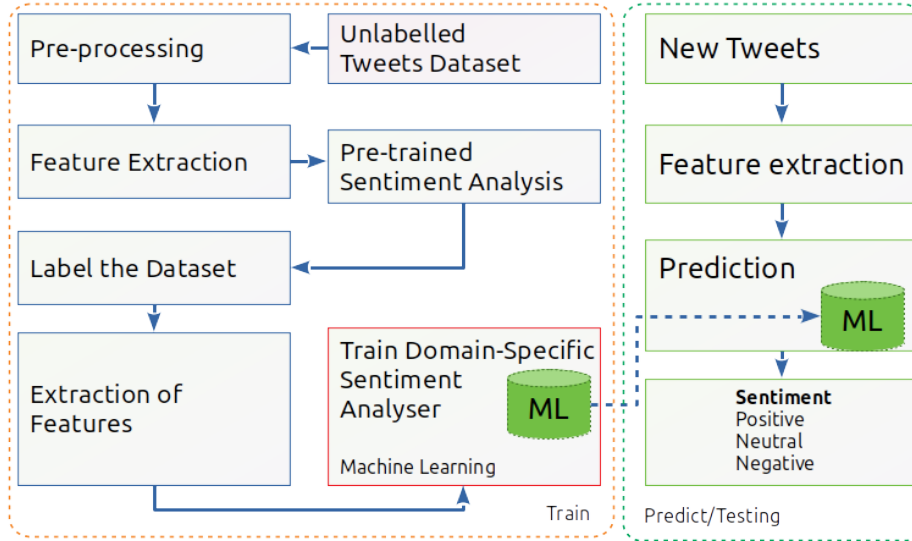 Pre-processing
Unlabelled
Tweets Dataset
Feature Extraction
Pre-trained
Sentiment Analysis
Label the Dataset
Extraction of
Features
Train Domain-Specific
Sentiment
Analyser
ML
Machine Learning
Train
New Tweets
Feature extraction
Prediction
ML
Sentiment
Positive
Neutral
Negative
Predict/Testing